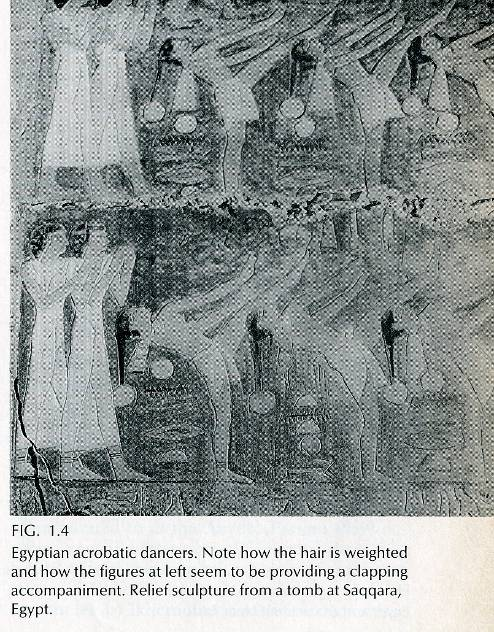 FIG. 1.4
Egyptian acrobatic dancers. Note how the hair is weighted
and how the figures at left seem to be providing a clapping
accompaniment. Relief sculpture from a tomb at Saqqara,
Egypt.